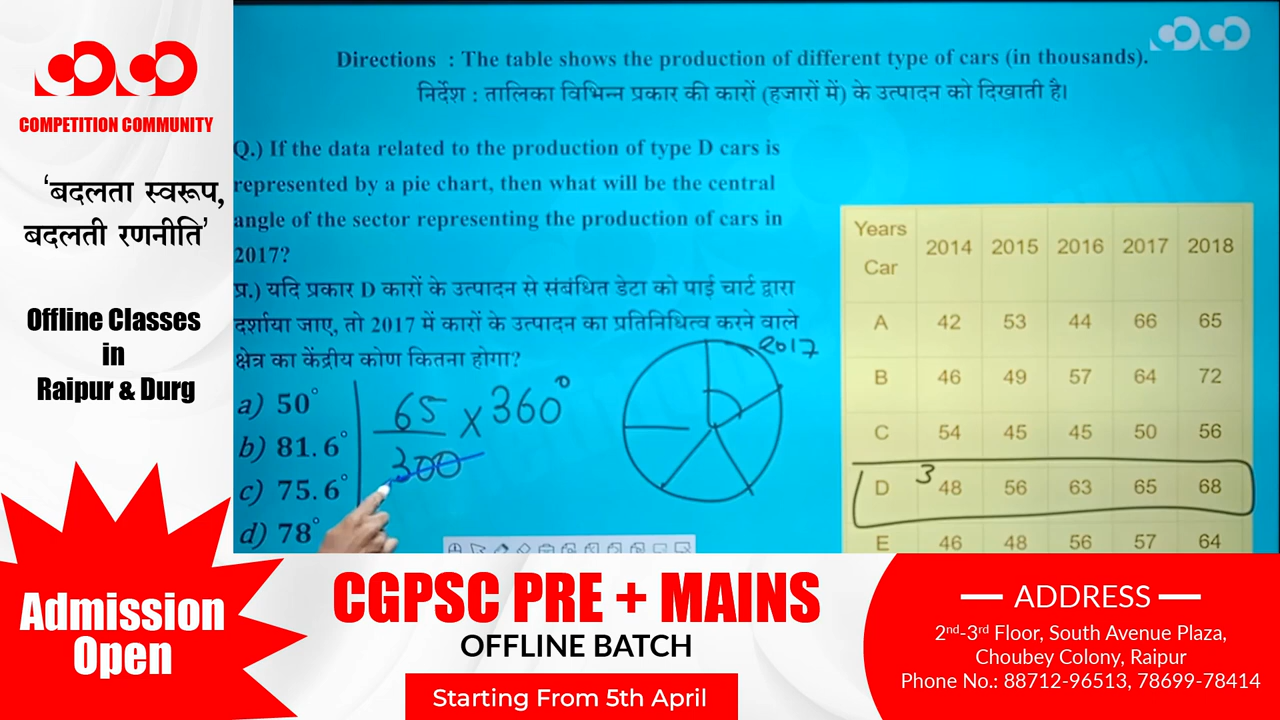 COMPETITION COMMUNITY
‘बदलता स्वरूप,
बदलती रणनीति’
Offline Classes
in
Raipur & Durg
Directions : The table shows the production of different type of cars (in thousands).
निर्देश : तालिका विभिन्न प्रकार की कारों (हजारों में) के उत्पादन को दिखाती है।
Q.) If the data related to the production of type D cars is
represented by a pie chart, then what will be the central
angle of the sector representing the production of cars in
2017?
प्र.) यदि प्रकार D कारों के उत्पादन से संबंधित डेटा को पाई चार्ट द्वारा
दर्शाया जाए, तो 2017 में कारों के उत्पादन का प्रतिनिधित्व करने वाले
क्षेत्र का केंद्रीय कोण कितना होगा?
a) 50°
b) 81.6°
c) 75.6°
d) 78°
65 × 360°
300
2017
Years 2014 2015 2016 2017 2018
Car
A 42 53 44 66 65
B 46 49 57 64 72
C 54 45 45 50 56
D 3 48 56 63 65 68
E 46 48 56 57 64
Admission
Open
CGPSC PRE + MAINS
OFFLINE BATCH
Starting From 5th April
ADDRESS
2nd-3rd Floor, South Avenue Plaza,
Choubey Colony, Raipur
Phone No.: 88712-96513, 78699-78414